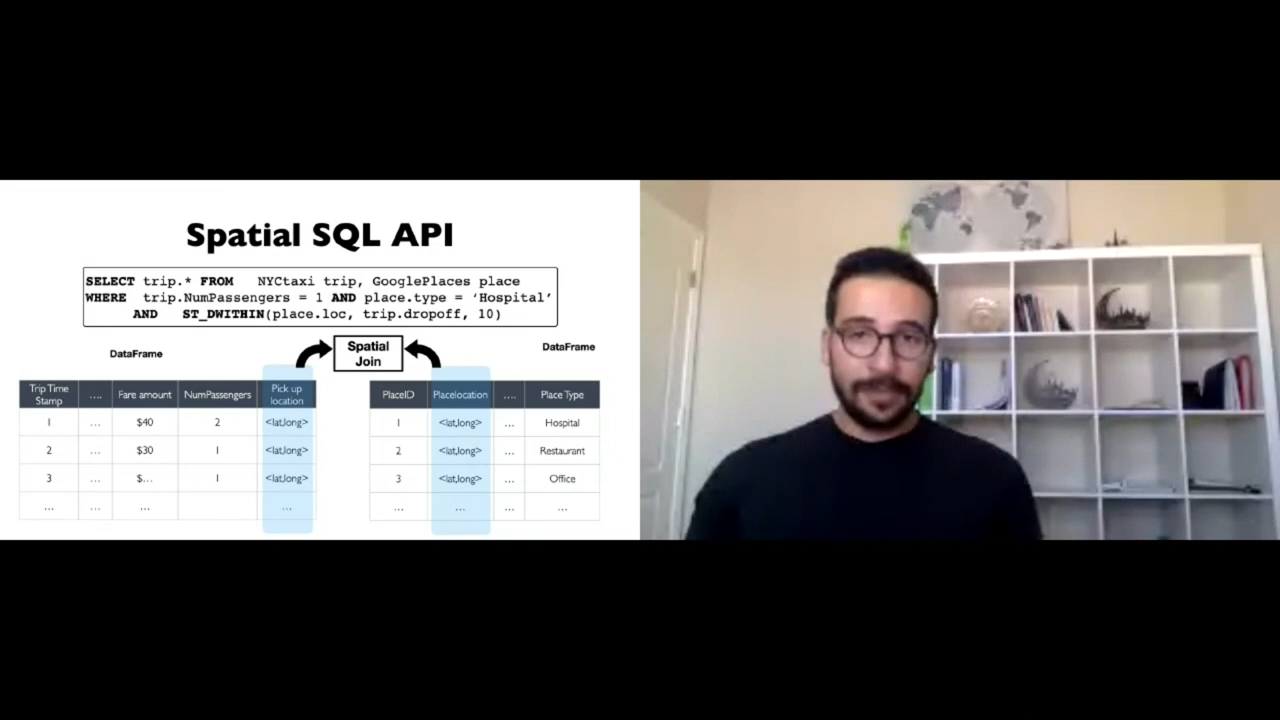 Spatial SQL API
SELECT trip.* FROM NYCtaxi trip, GooglePlaces place
WHERE trip.NumPassengers = 1 AND place.type = ‘Hospital’
AND ST_DWITHIN(place.loc, trip.dropoff, 10)
DataFrame
Spatial
Join
DataFrame
Trip Time
Stamp
....
Fare amount
NumPassengers
Pick up
location
1 ... $40 2 <lat,long>
2 ... $30 1 <lat,long>
3 ... $... 1 <lat,long>
... ... ... ...
PlaceID Placelocation .... Place Type
1 <lat,long> ... Hospital
2 <lat,long> ... Restaurant
3 <lat,long> ... Office
... ... ... ...